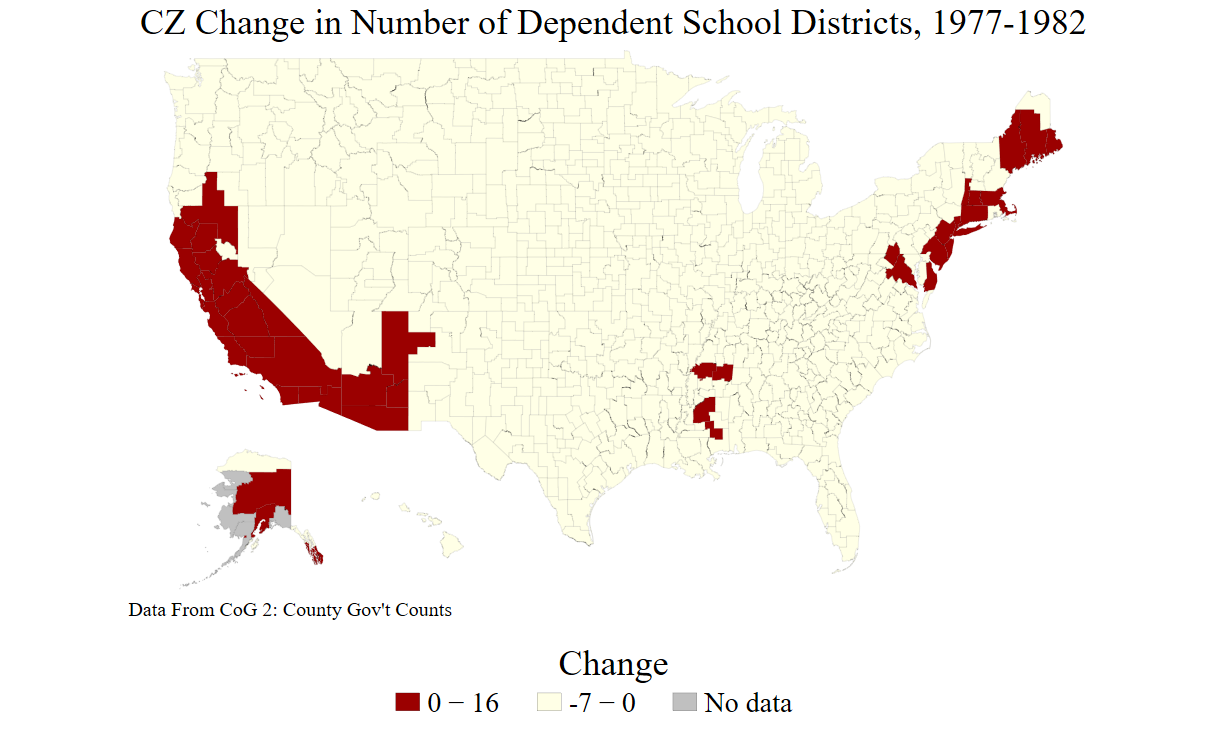 CZ Change in Number of Dependent School Districts, 1977-1982
Data From CoG 2: County Gov't Counts
Change
0 − 16 -7 − 0 No data